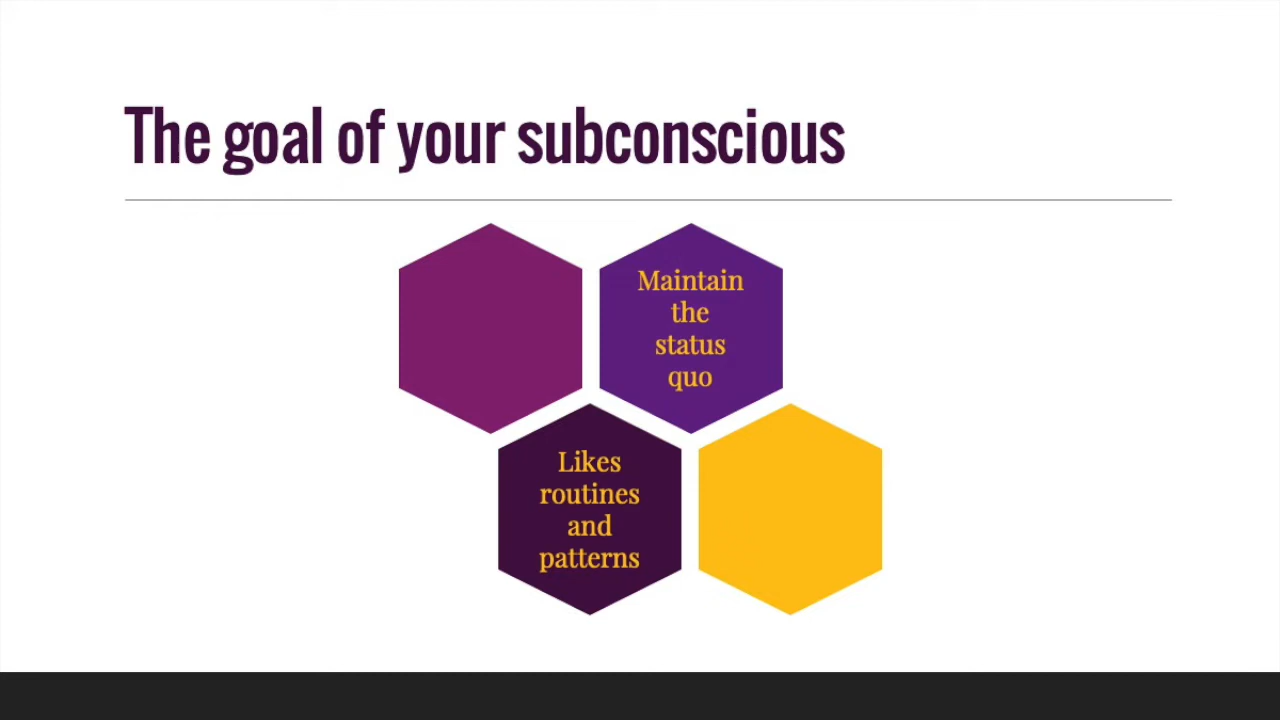 The goal of your subconscious
Maintain
the
status
quo
Likes
routines
and
patterns